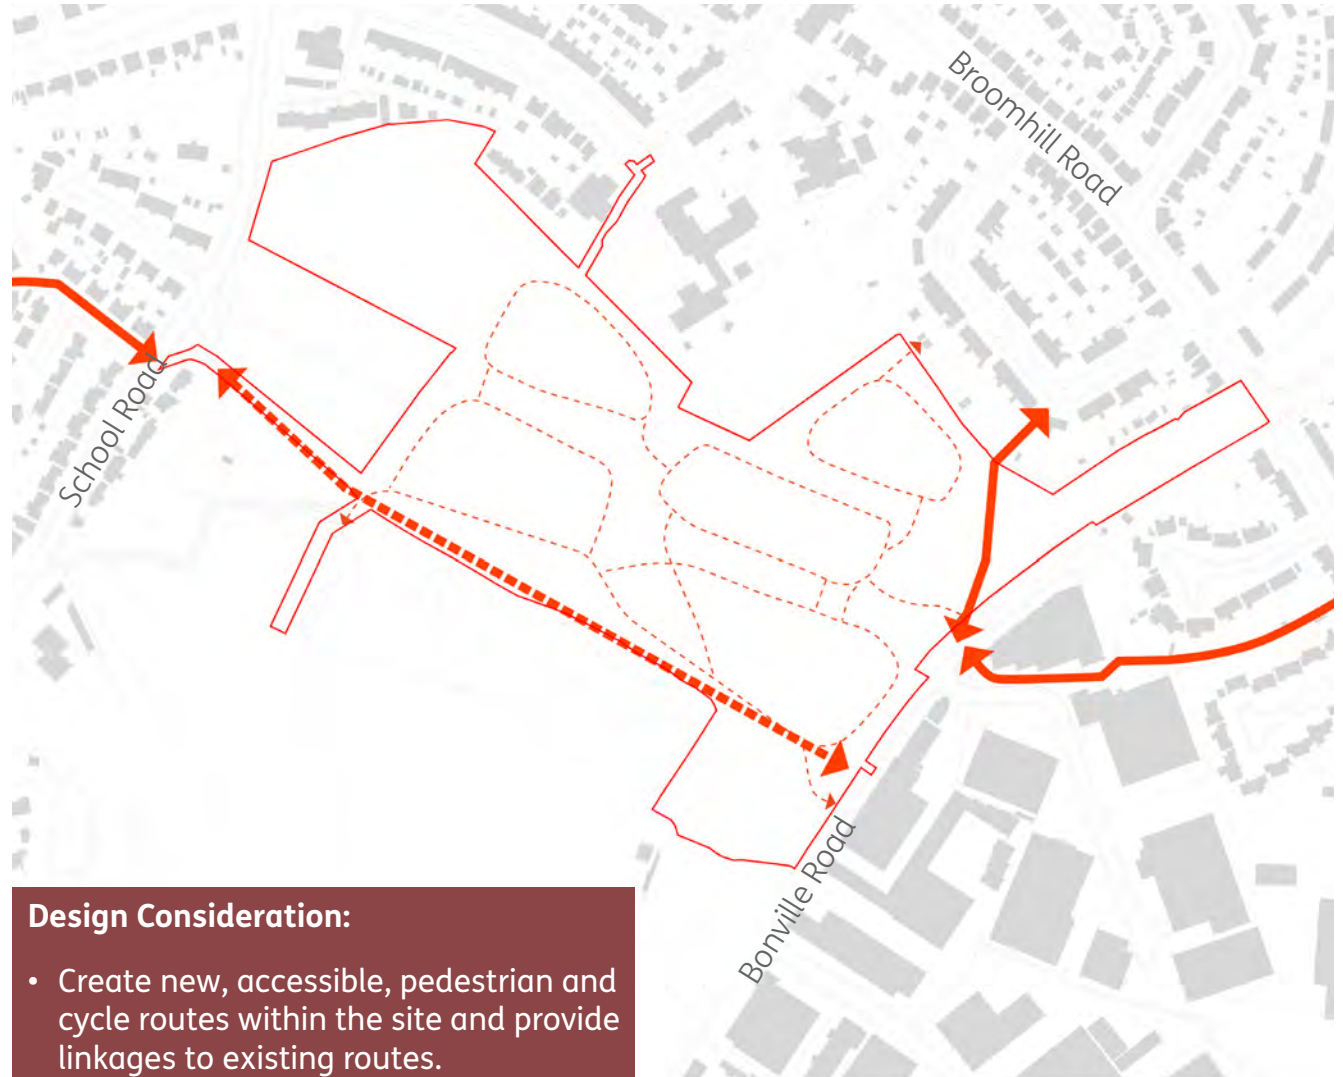 Broomhill Road
School Road
Bonville Road
Design Consideration:
• Create new, accessible, pedestrian and
cycle routes within the site and provide
linkages to existing routes.